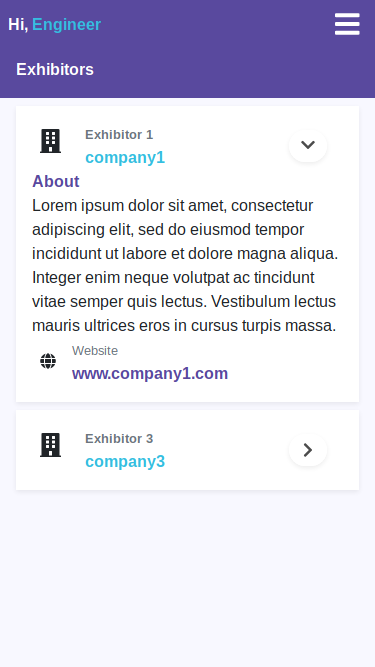 Hi, Engineer
Exhibitors
Exhibitor 1
company1
About
Lorem ipsum dolor sit amet, consectetur
adipiscing elit, sed do eiusmod tempor
incididunt ut labore et dolore magna aliqua.
Integer enim neque volutpat ac tincidunt
vitae semper quis lectus. Vestibulum lectus
mauris ultrices eros in cursus turpis massa.
Website
www.company1.com
Exhibitor 3
company3